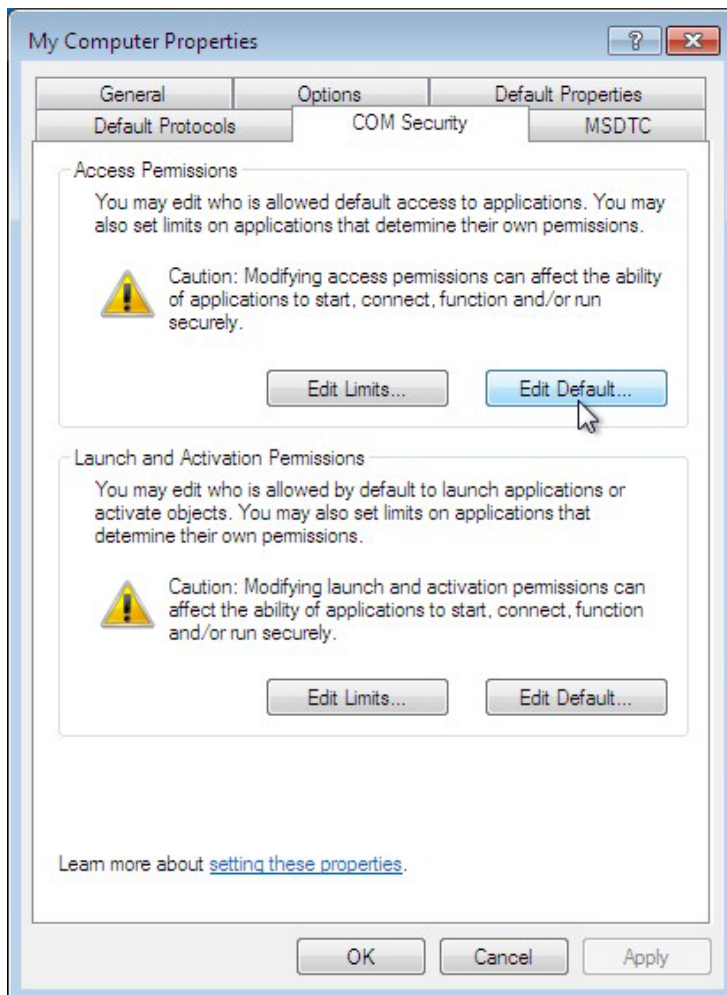 My Computer Properties
General Options Default Properties
Default Protocols COM Security MSDTC
Access Permissions
You may edit who is allowed default access to applications. You may
also set limits on applications that determine their own permissions.
Caution: Modifying access permissions can affect the ability
of applications to start, connect, function and/or run
securely.
Edit Limits... Edit Default...
Launch and Activation Permissions
You may edit who is allowed by default to launch applications or
activate objects. You may also set limits on applications that
determine their own permissions.
Caution: Modifying launch and activation permissions can
affect the ability of applications to start, connect, function
and/or run securely.
Edit Limits... Edit Default...
Learn more about setting these properties.
OK Cancel Apply